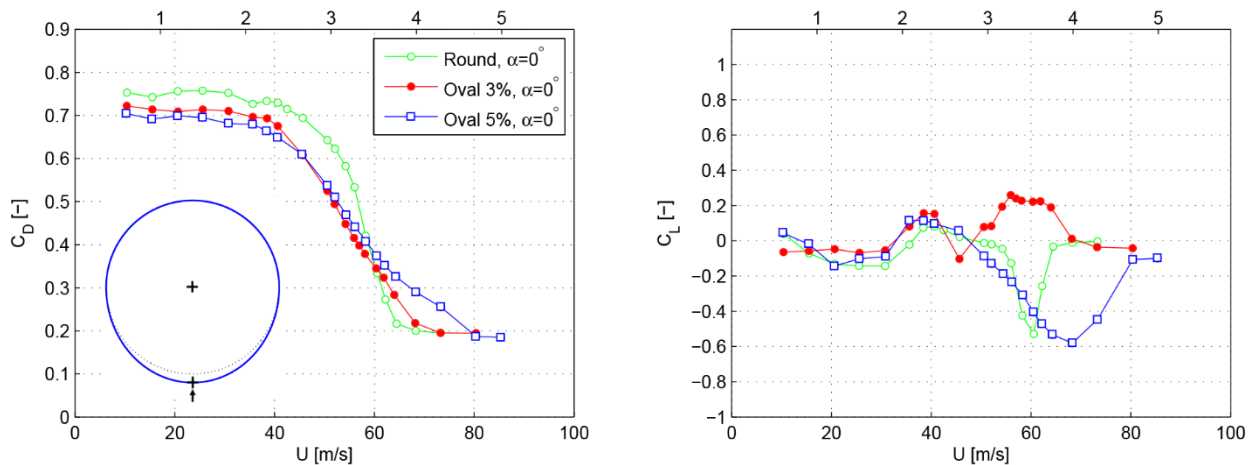 1 2 3 4 5
0.9
0.8
0.7
0.6
0.5
0.4
0.3
0.2
0.1
0
C_D [−]
Round, α=0°
Oval 3%, α=0°
Oval 5%, α=0°
0 20 40 60 80 100
U [m/s]
1 2 3 4 5
1
0.8
0.6
0.4
0.2
0
−0.2
−0.4
−0.6
−0.8
−1
C_L [−]
0 20 40 60 80 100
U [m/s]